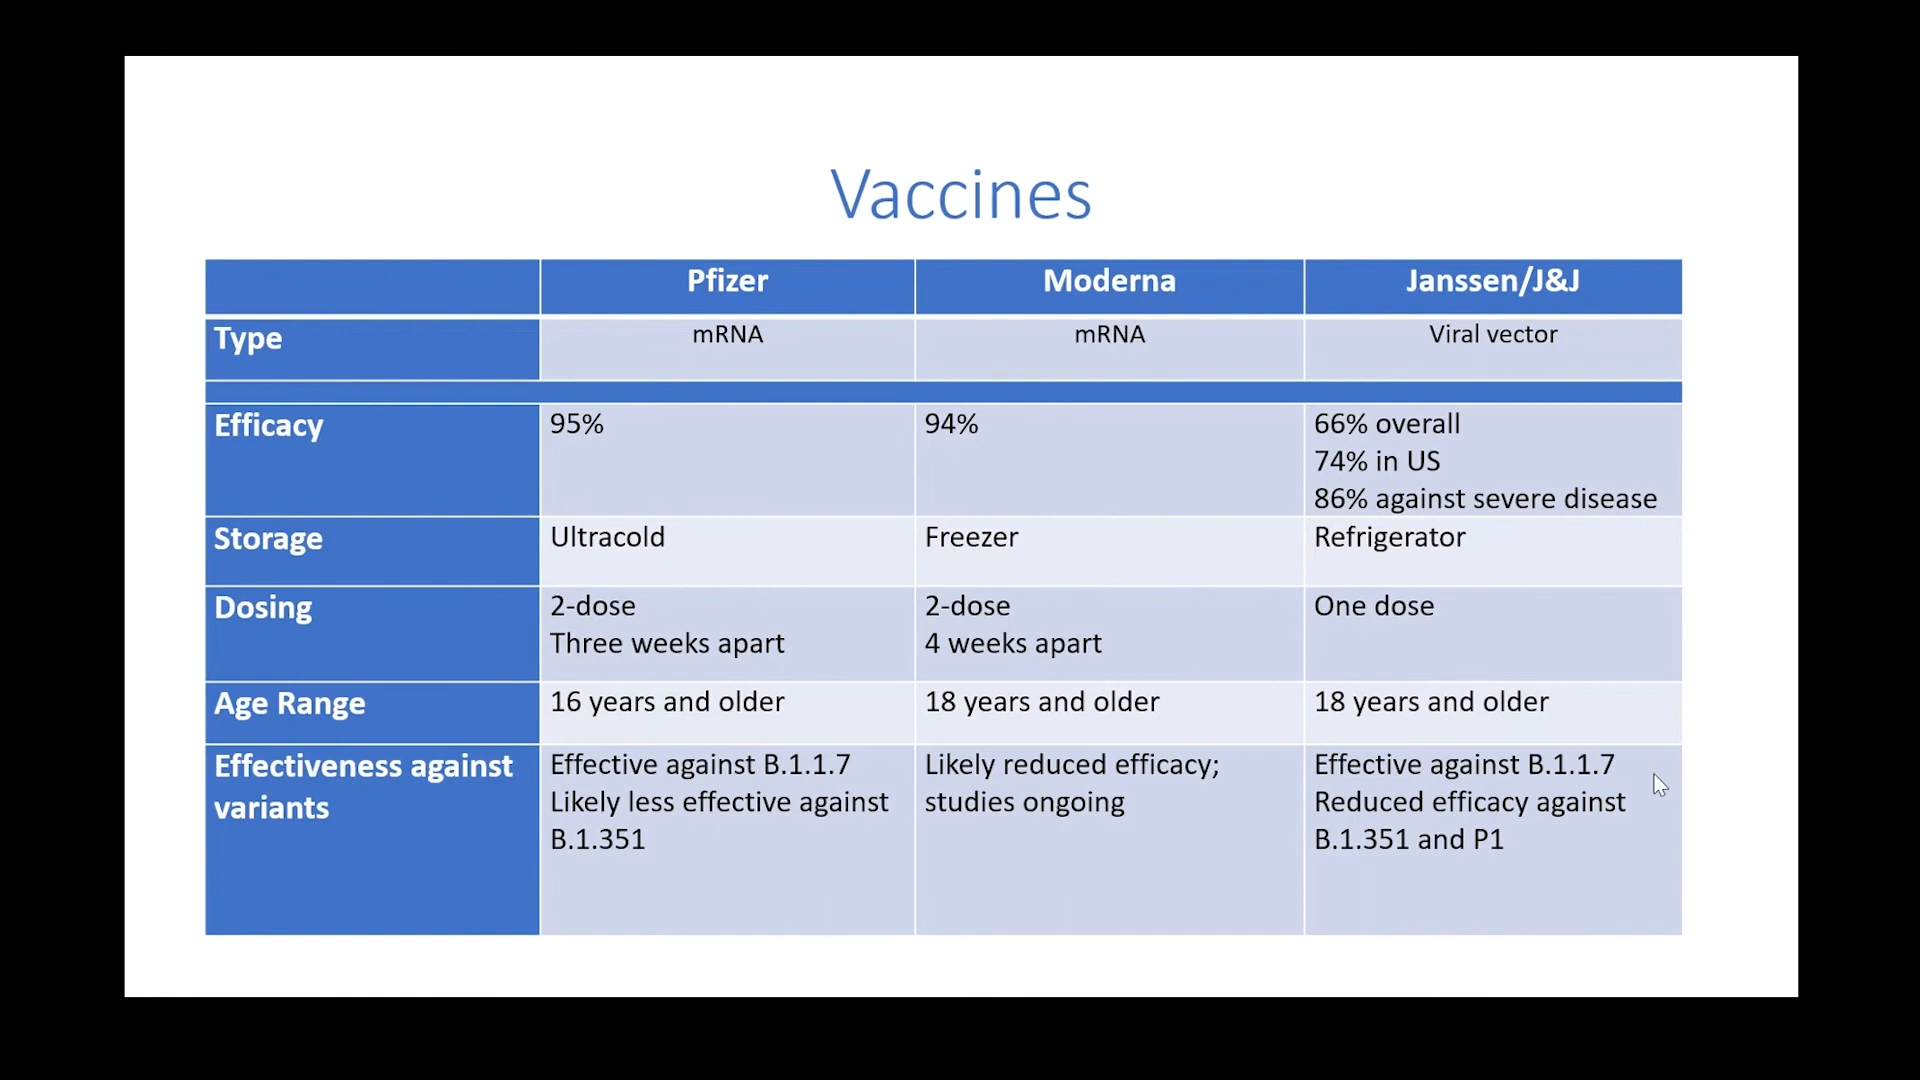 Vaccines
Pfizer
Moderna
Janssen/J&J
Type
mRNA
mRNA
Viral vector
Efficacy
95%
94%
66% overall
74% in US
86% against severe disease
Storage
Ultracold
Freezer
Refrigerator
Dosing
2-dose
Three weeks apart
2-dose
4 weeks apart
One dose
Age Range
16 years and older
18 years and older
18 years and older
Effectiveness against
variants
Effective against B.1.1.7
Likely less effective against
B.1.351
Likely reduced efficacy;
studies ongoing
Effective against B.1.1.7
Reduced efficacy against
B.1.351 and P1